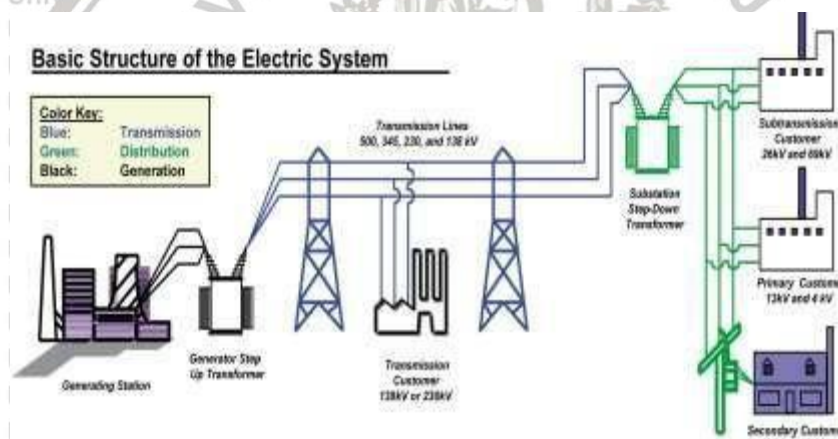 Basic Structure of the Electric System
Color Key:
Blue: Transmission
Green: Distribution
Black: Generation
Transmission Lines
500, 345, 230, and 138 kV
Generating Station
Generator Step
Up Transformer
Transmission
Customer
138kV or 230kV
Substation
Step-Down
Transformer
Subtransmission
Customer
26kV and 69kV
Primary Custome
13kV and 4 kV
Secondary Custome